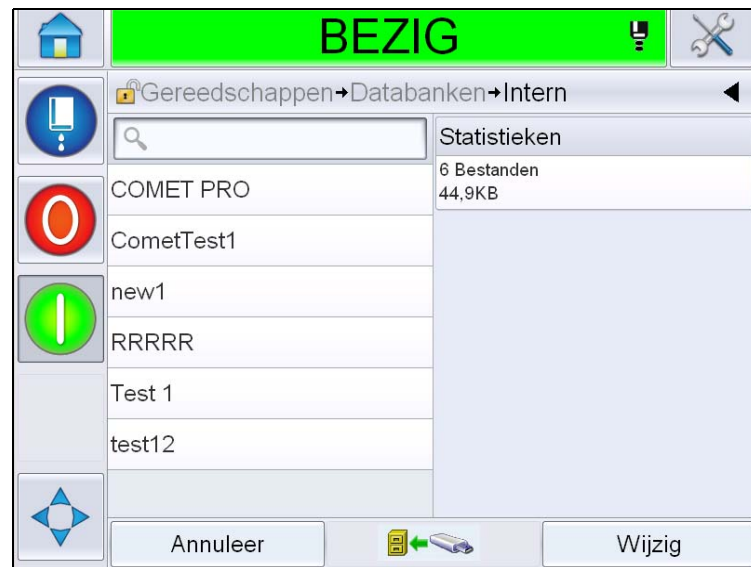 BEZIG
Gereedschappen→Databanken→Intern
Statistieken
6 Bestanden
44,9KB
COMET PRO
CometTest1
new1
RRRRR
Test 1
test12
Annuleer
Wijzig